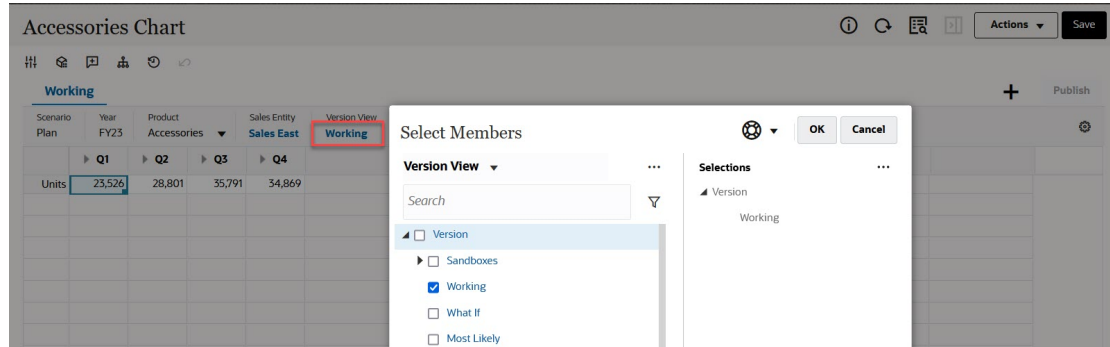 Accessories Chart
Actions
Save
Working
Publish
Scenario Year Product Sales Entity Version View
Plan FY23 Accessories Sales East Working
Q1 Q2 Q3 Q4
Units 23,526 28,801 35,791 34,869
Select Members
OK
Cancel
Version View
Search
Version
Sandboxes
Working
What If
Most Likely
Selections
Version
Working